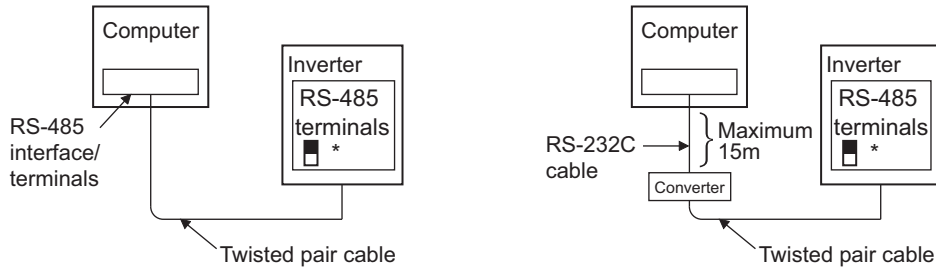 Computer
Inverter
RS-485
terminals
*
RS-485
interface/
terminals
Twisted pair cable
Computer
Inverter
RS-485
terminals
*
RS-232C
cable
Maximum
15m
Converter
Twisted pair cable